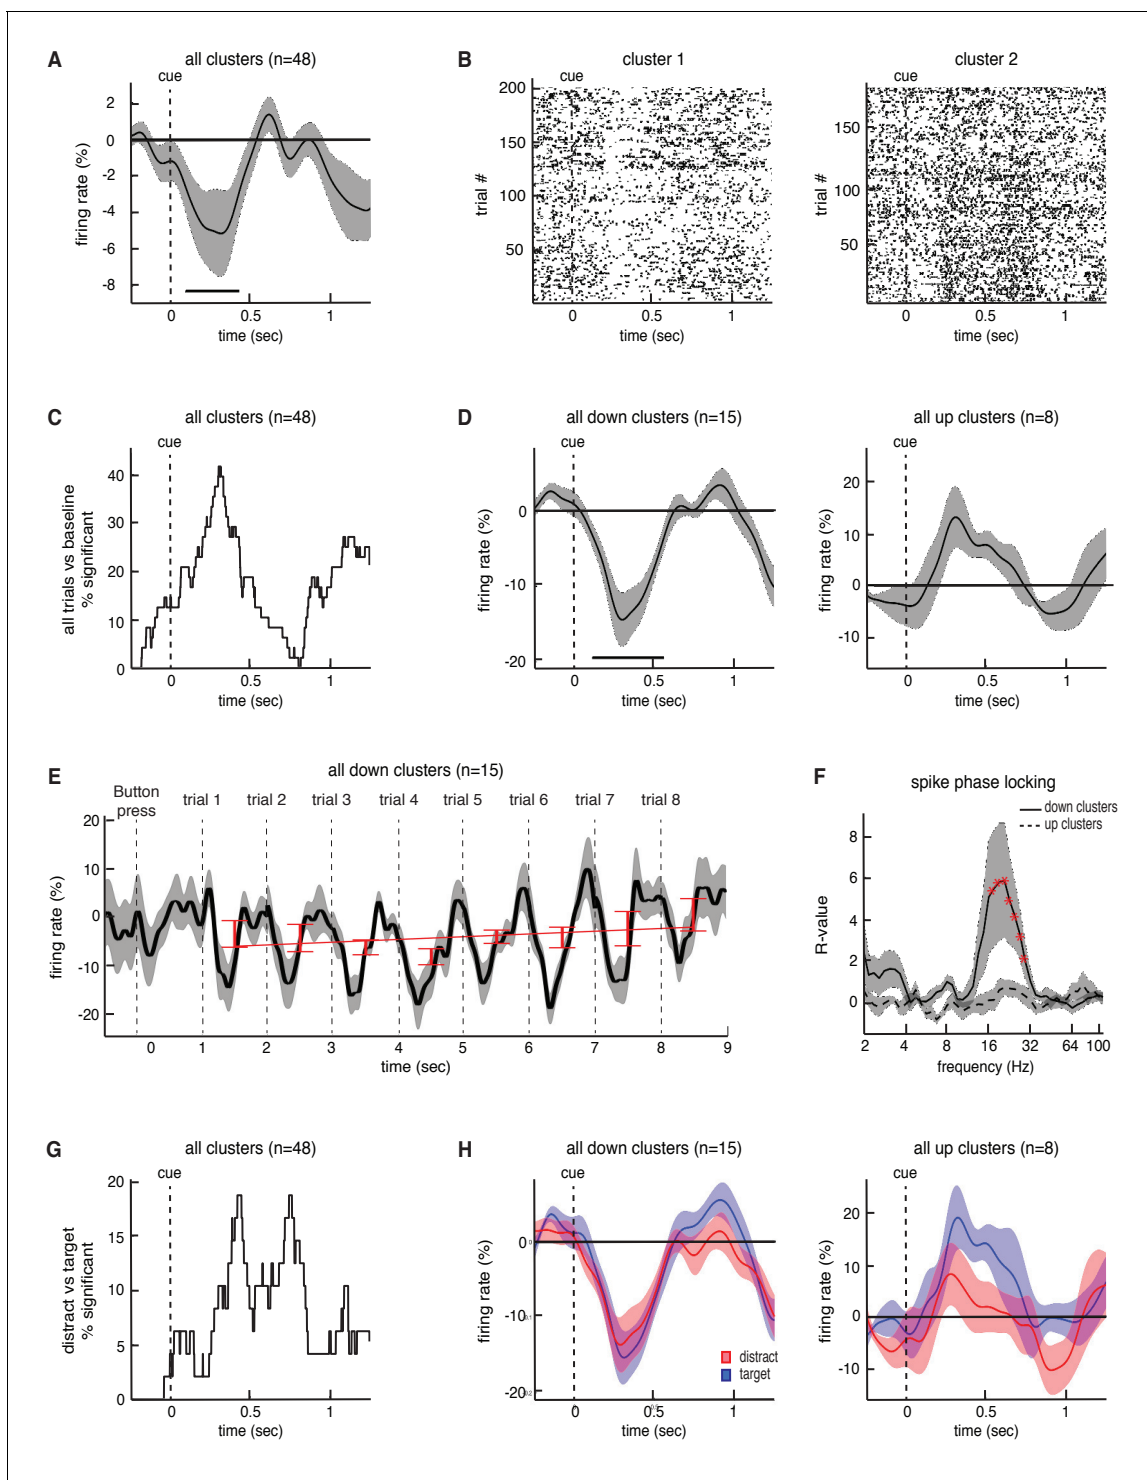 A
all clusters (n=48)
cue
firing rate (%)
2
0
-2
-4
-6
-8
0
0.5
1
time (sec)
B
cluster 1
cue
trial #
200
150
100
50
0
0.5
1
time (sec)
cluster 2
cue
trial #
150
100
50
0
0.5
1
time (sec)
C
all clusters (n=48)
cue
all trials vs baseline
% significant
40
30
20
10
0
0
0.5
1
time (sec)
D
all down clusters (n=15)
cue
firing rate (%)
0
-10
-20
0
0.5
1
time (sec)
all up clusters (n=8)
cue
firing rate (%)
20
10
0
-10
0
0.5
1
time (sec)
E
all down clusters (n=15)
Button
press
trial 1
trial 2
trial 3
trial 4
trial 5
trial 6
trial 7
trial 8
firing rate (%)
20
10
0
-10
-20
0
1
2
3
4
5
6
7
8
9
time (sec)
F
spike phase locking
down clusters
up clusters
R-value
8
6
4
2
0
2
4
8
16
32
64
100
frequency (Hz)
G
all clusters (n=48)
cue
distract vs target
% significant
20
15
10
5
0
0
0.5
1
time (sec)
H
all down clusters (n=15)
cue
firing rate (%)
0
-10
-20
distract
target
0
0.5
1
time (sec)
all up clusters (n=8)
cue
firing rate (%)
20
10
0
-10
0
0.5
1
time (sec)